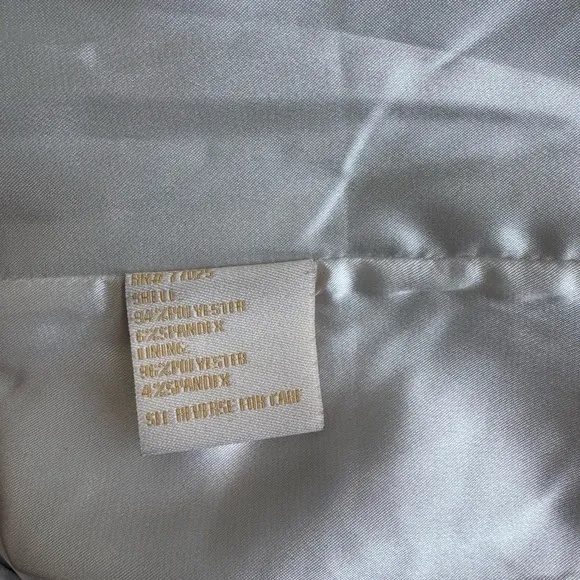 RN# 77025
SHELL:
94%POLYESTER
6%SPANDEX
LINING:
96%POLYESTER
4%SPANDEX
SEE REVERSE FOR CARE